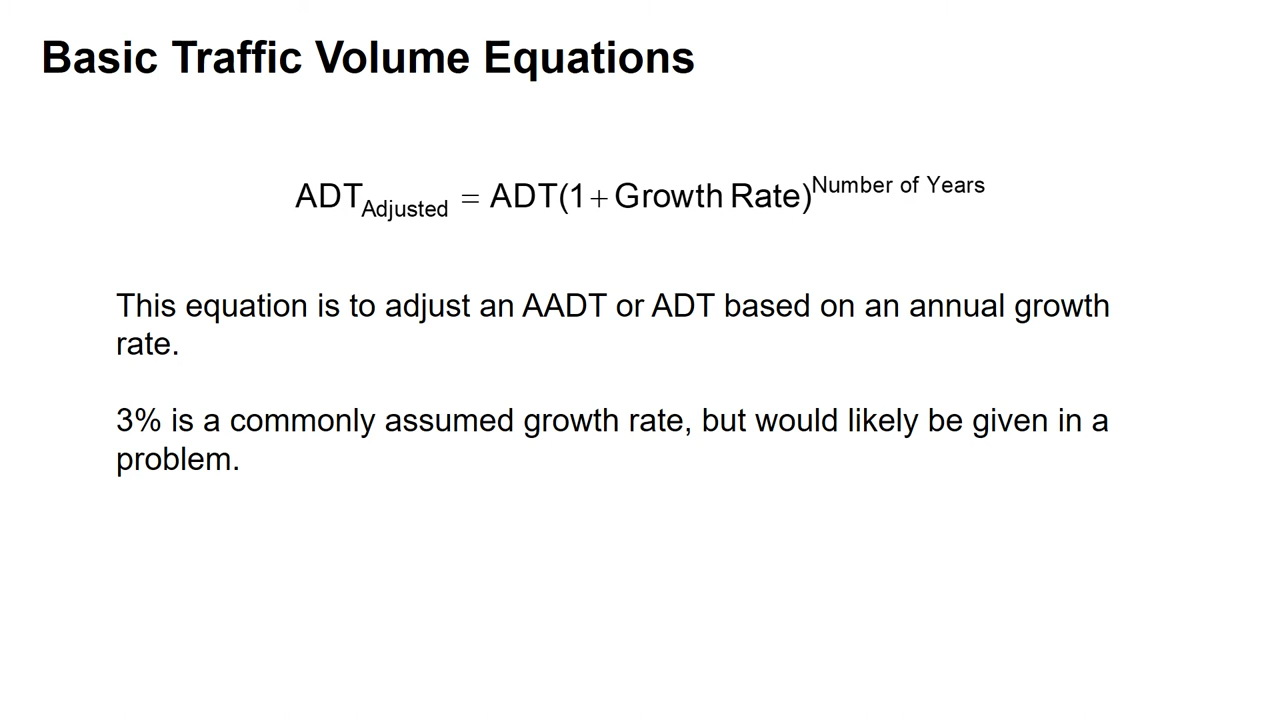 Basic Traffic Volume Equations
ADT_Adjusted = ADT(1+Growth Rate)^Number of Years
This equation is to adjust an AADT or ADT based on an annual growth
rate.
3% is a commonly assumed growth rate, but would likely be given in a
problem.